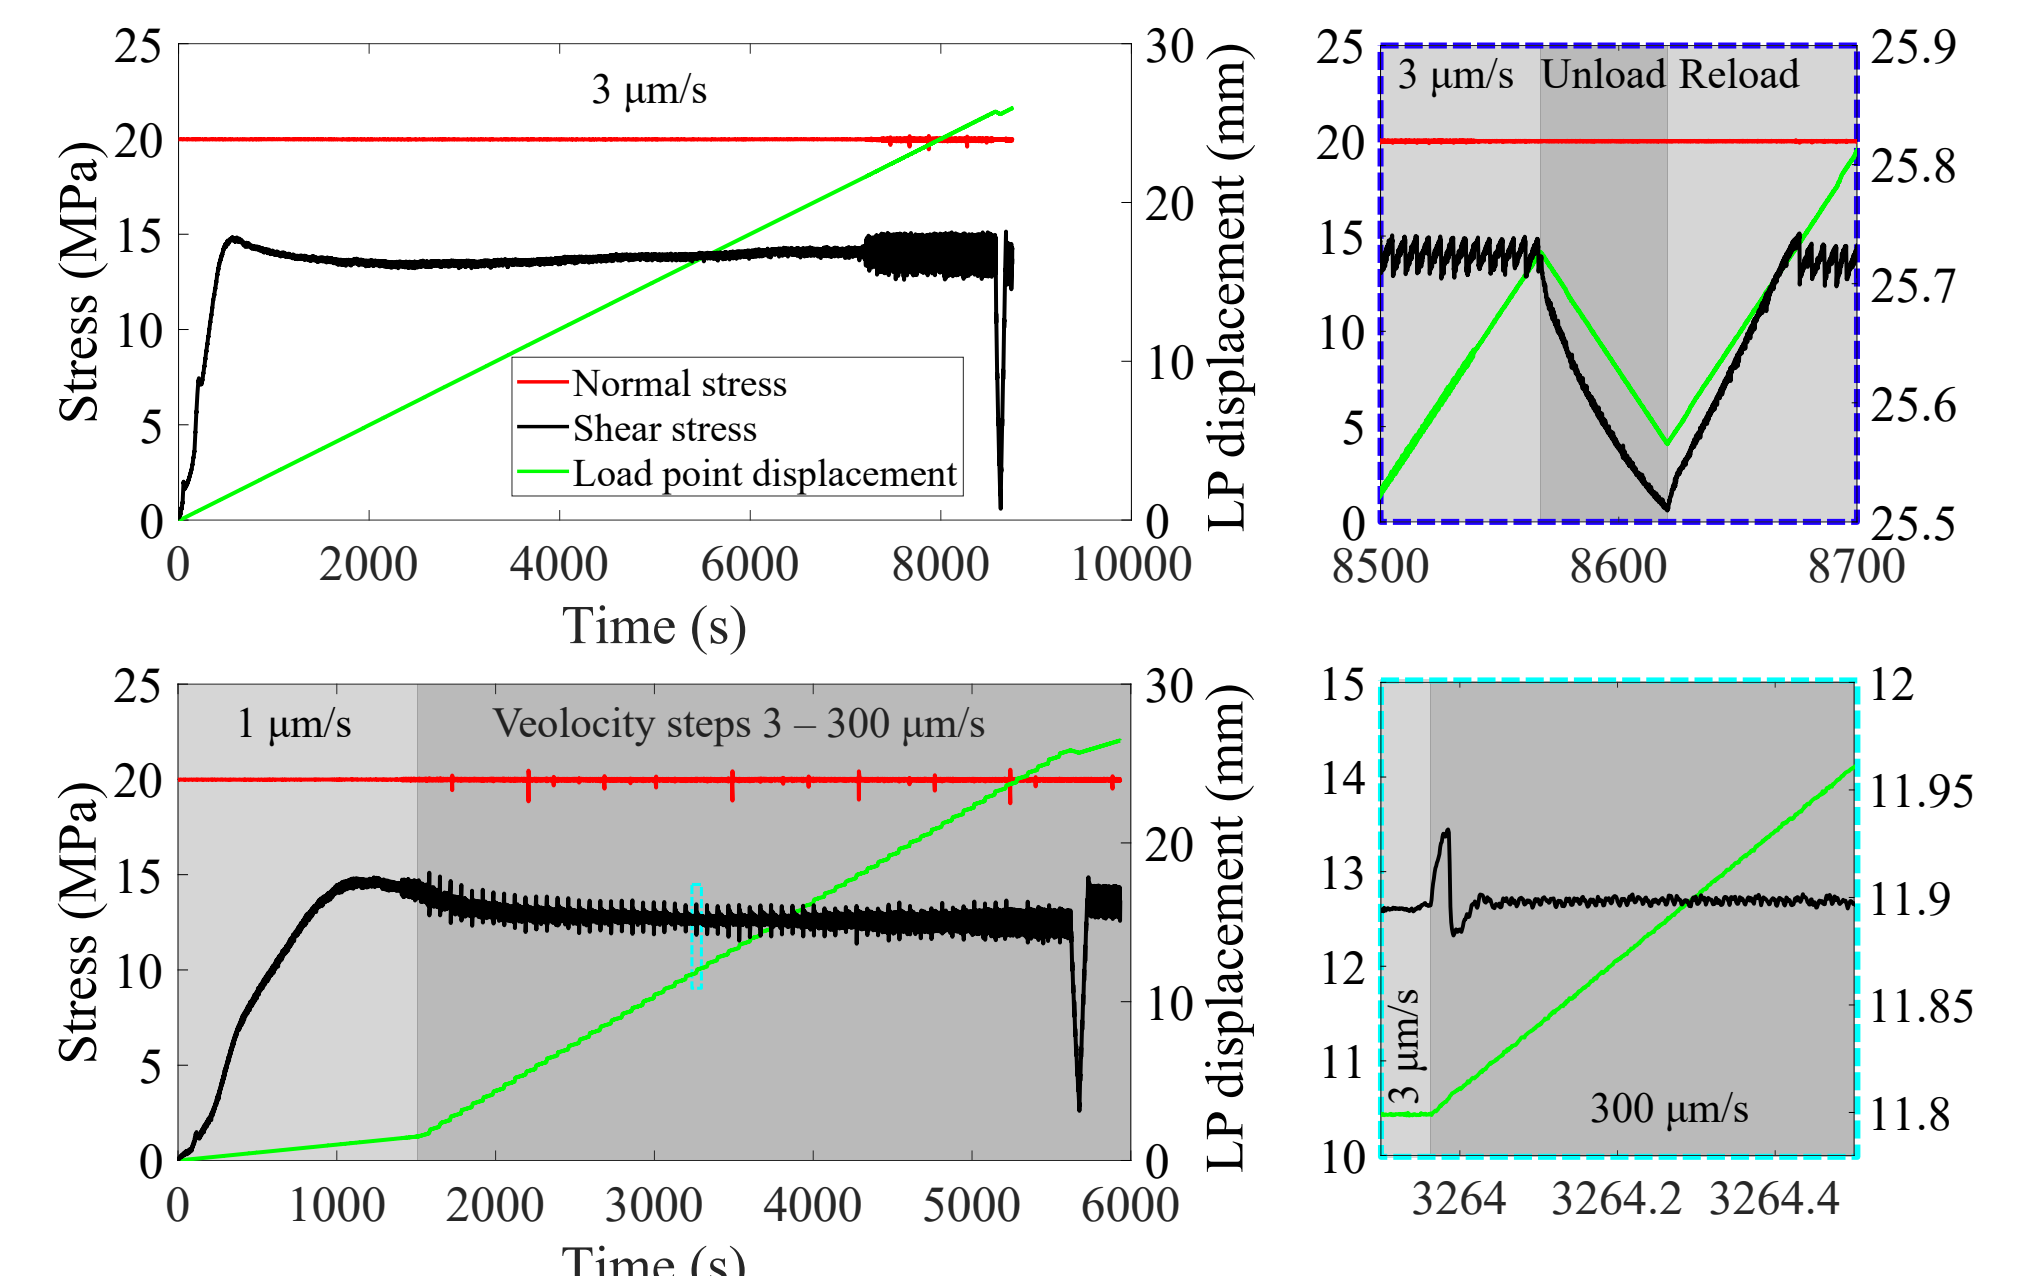 25
20
15
10
5
0
Stress (MPa)
3 μm/s
Normal stress
Shear stress
Load point displacement
30
20
10
0
LP displacement (mm)
0 2000 4000 6000 8000 10000
Time (s)
25
20
15
10
5
0
3 μm/s Unload Reload
25.9
25.8
25.7
25.6
25.5
8500 8600 8700
25
20
15
10
5
0
Stress (MPa)
1 μm/s Veolocity steps 3 – 300 μm/s
30
20
10
0
LP displacement (mm)
0 1000 2000 3000 4000 5000 6000
Time (s)
15
14
13
12
11
10
3 μm/s
300 μm/s
12
11.95
11.9
11.85
11.8
3264 3264.2 3264.4